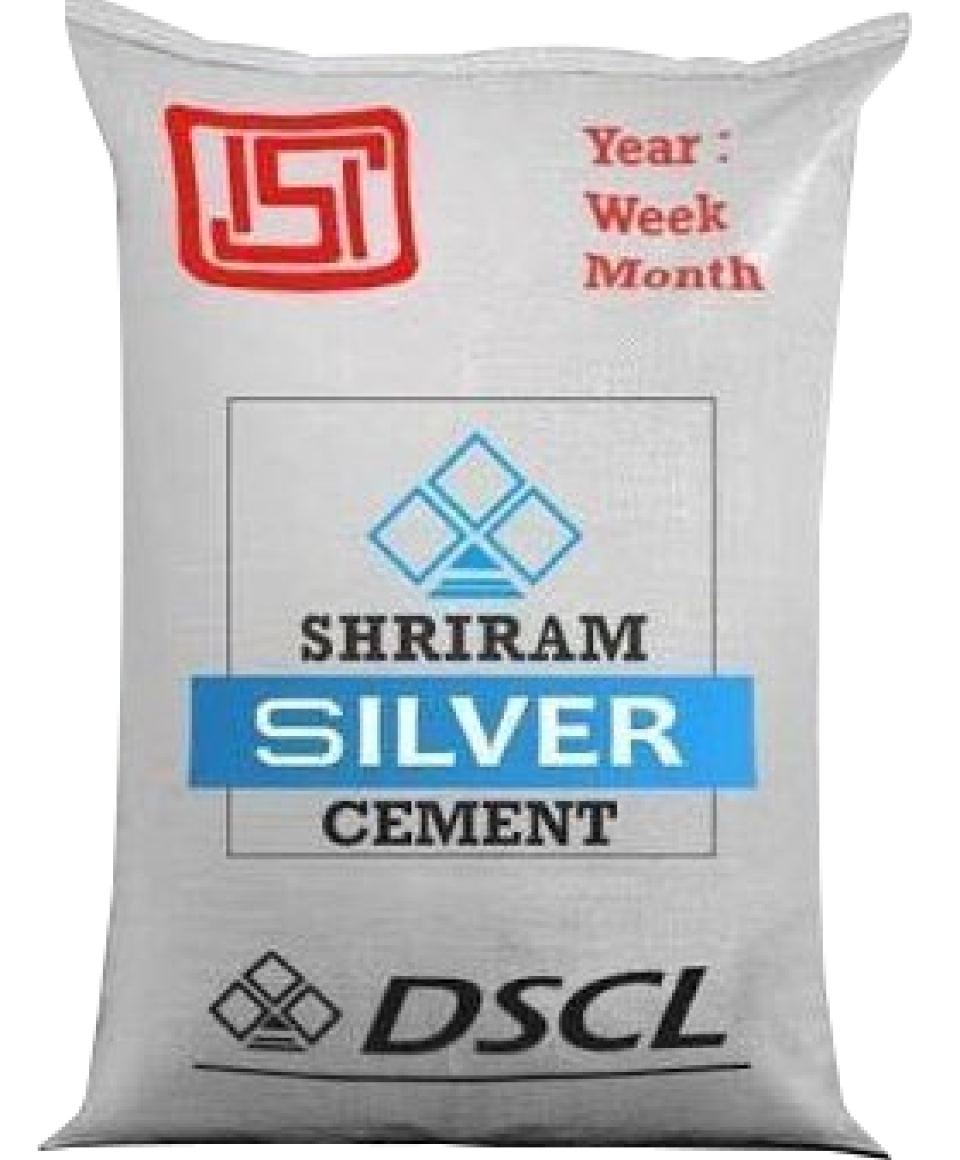 ISI
Year :
Week
Month
SHRIRAM
SILVER
CEMENT
DSCL